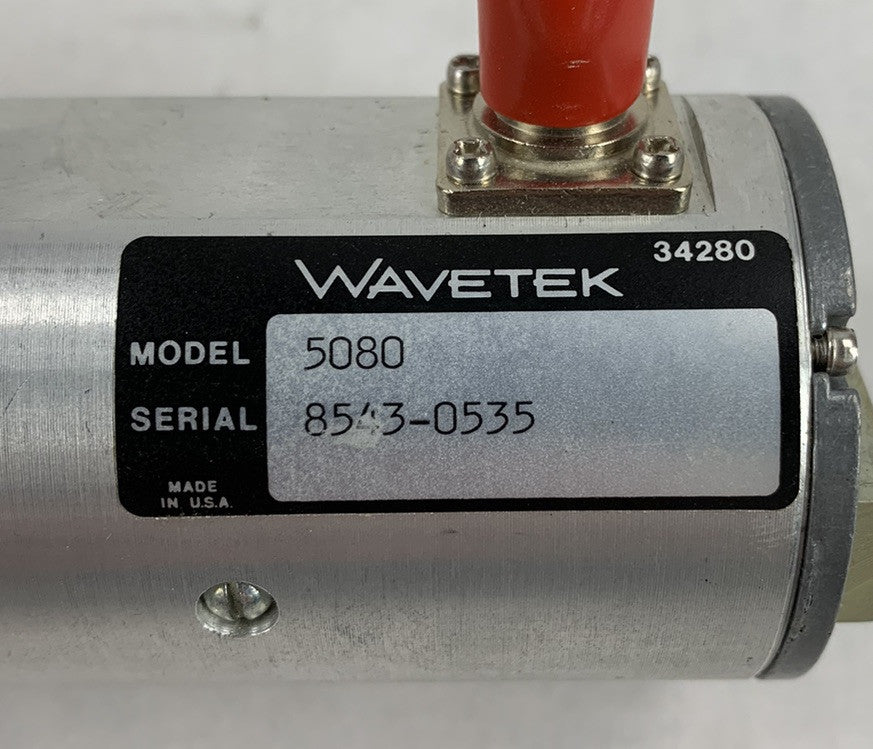 34280
WAVETEK
MODEL 5080
SERIAL 8543-0535
MADE
IN U.S.A.